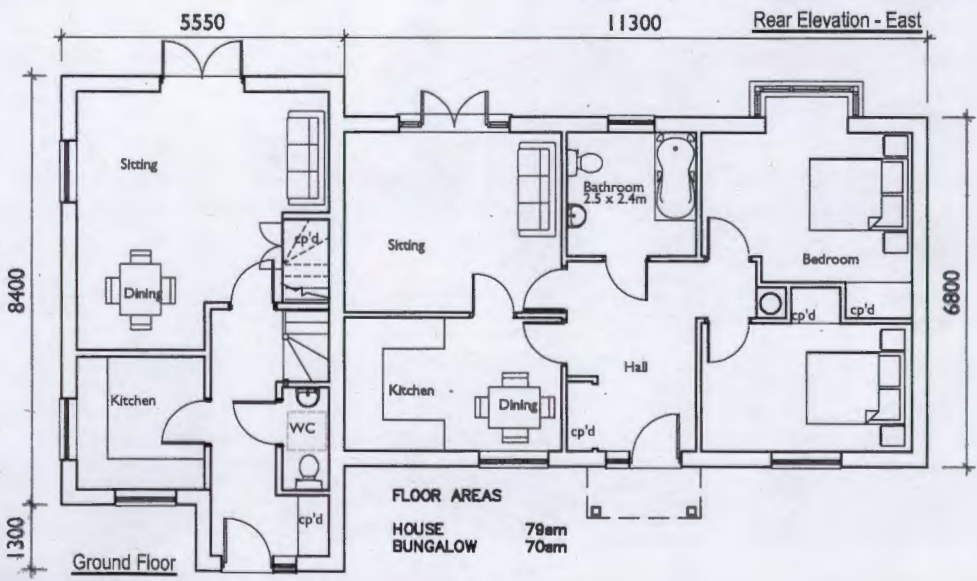 5550
11300
Rear Elevation - East
Sitting
cp'd
Dining
8400
Kitchen
WC
cp'd
1300
Ground Floor
Sitting
Bathroom
2.5 x 2.4m
Bedroom
cp'd
cp'd
6800
Kitchen
Dining
Hall
cp'd
FLOOR AREAS
HOUSE 79sm
BUNGALOW 70sm